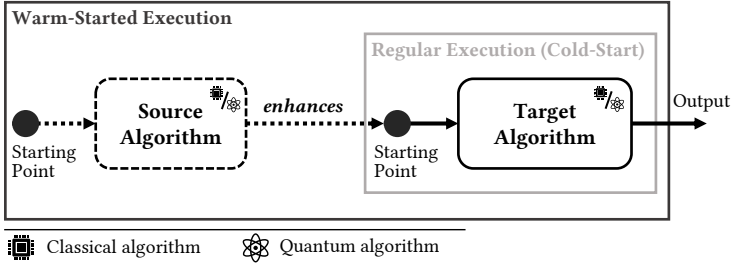 Warm-Started Execution
Regular Execution (Cold-Start)
Source
Algorithm
enhances
Target
Algorithm
Output
Starting
Point
Starting
Point
Classical algorithm
Quantum algorithm